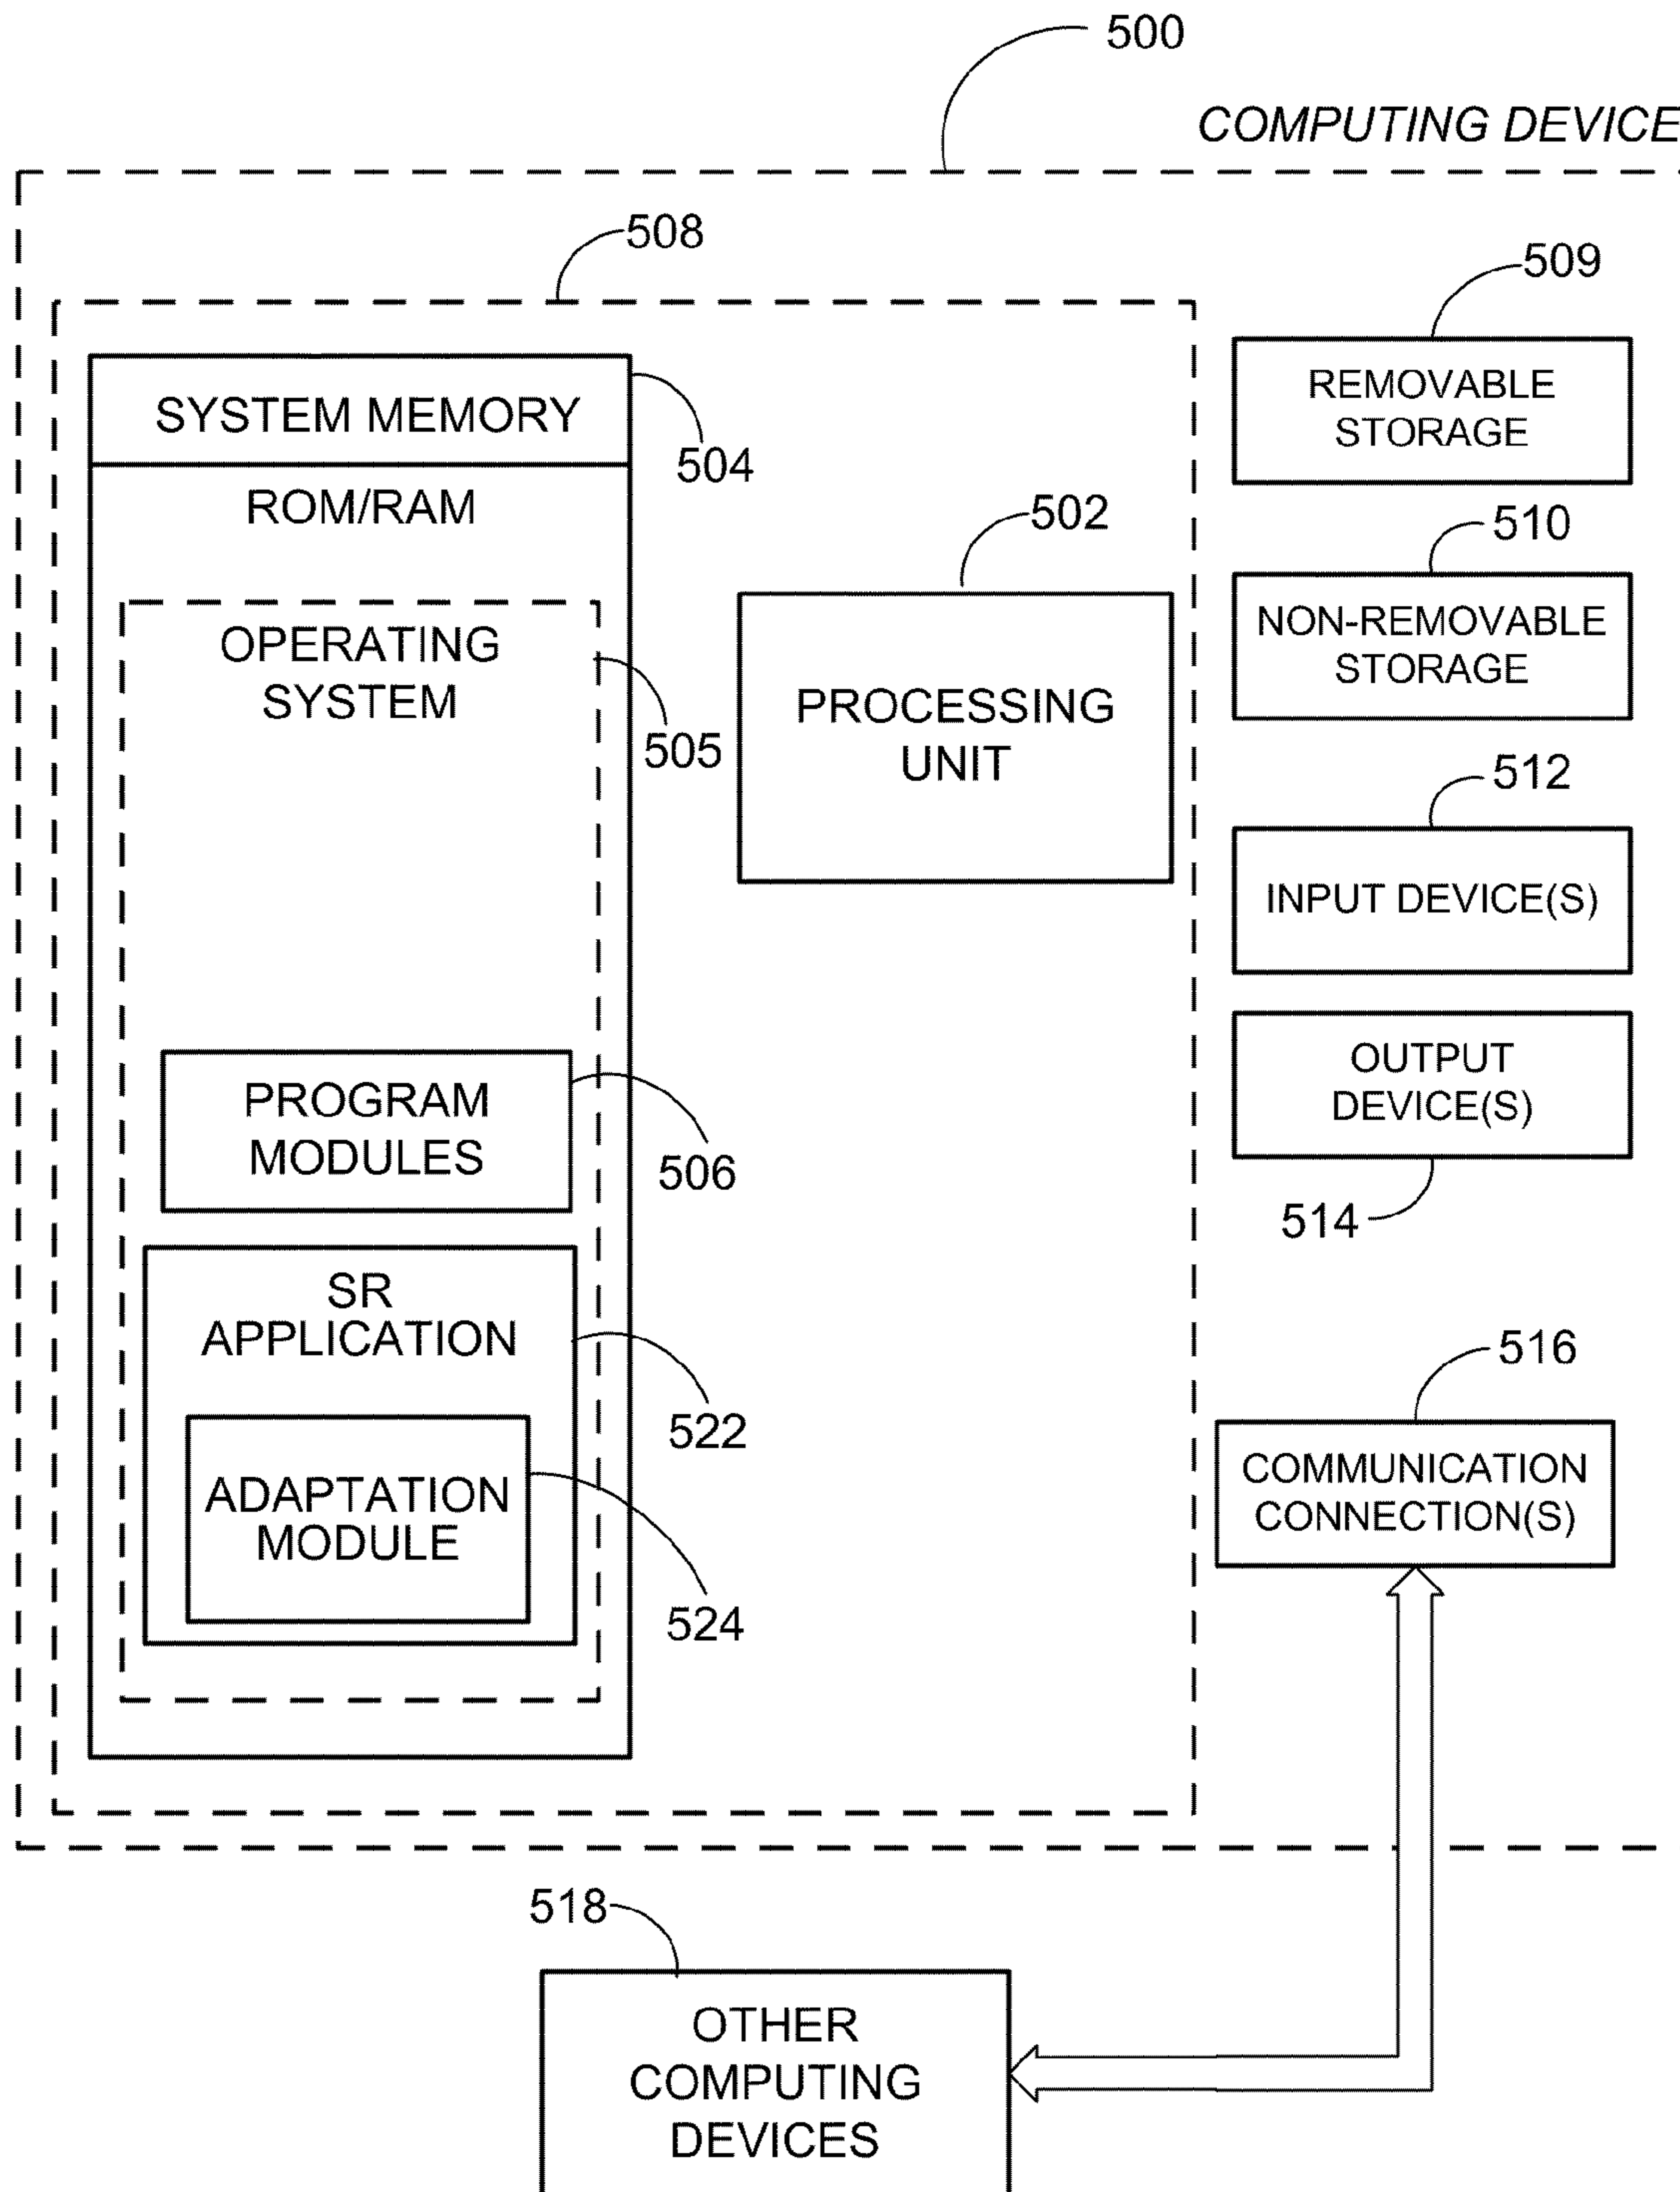 500
COMPUTING DEVICE
508
509
SYSTEM MEMORY
504
REMOVABLE
STORAGE
ROM/RAM
502
510
OPERATING
SYSTEM
505
PROCESSING
UNIT
NON-REMOVABLE
STORAGE
512
INPUT DEVICE(S)
OUTPUT
DEVICE(S)
514
PROGRAM
MODULES
506
SR
APPLICATION
522
516
ADAPTATION
MODULE
524
COMMUNICATION
CONNECTION(S)
518
OTHER
COMPUTING
DEVICES